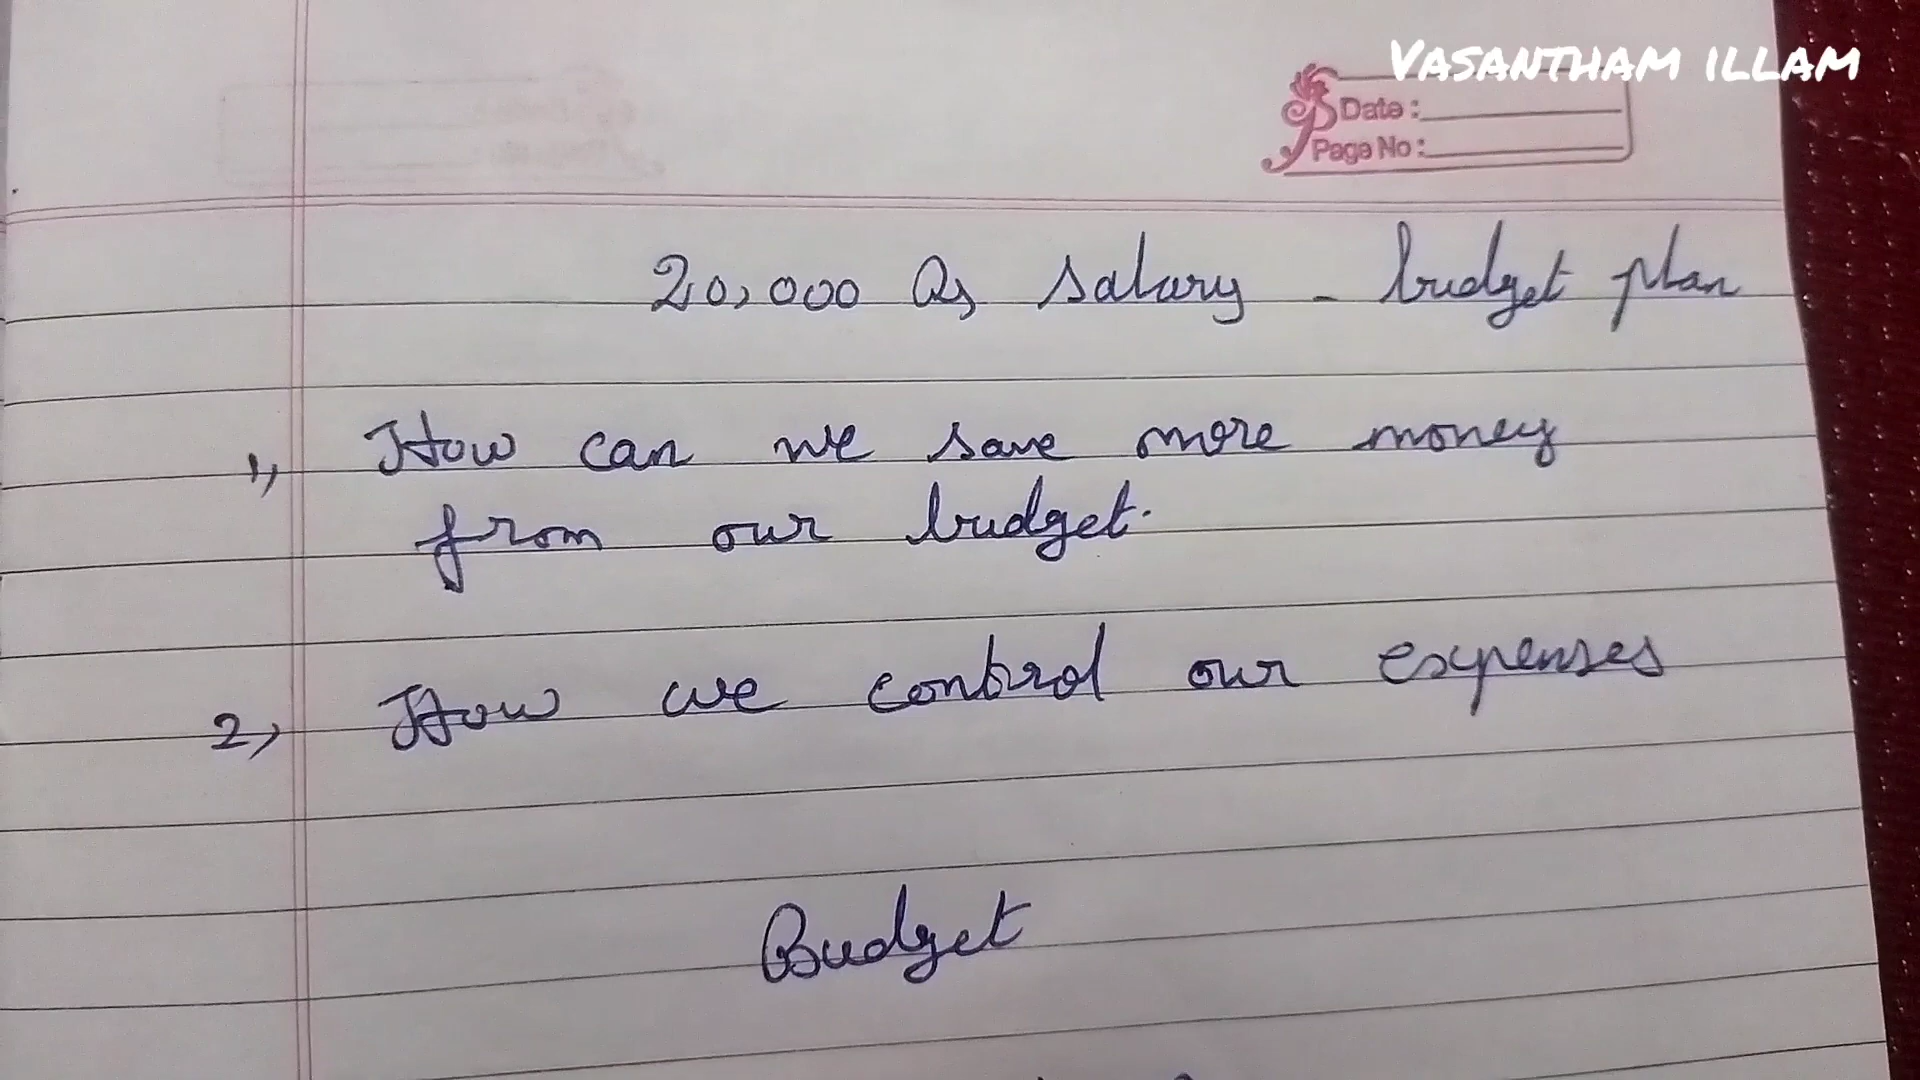 VASANTHAM ILLAM
Date :
Page No :
20,000 Rs salary - budget plan
1, How can we save more money
from our budget.
2, How we control our expenses
Budget